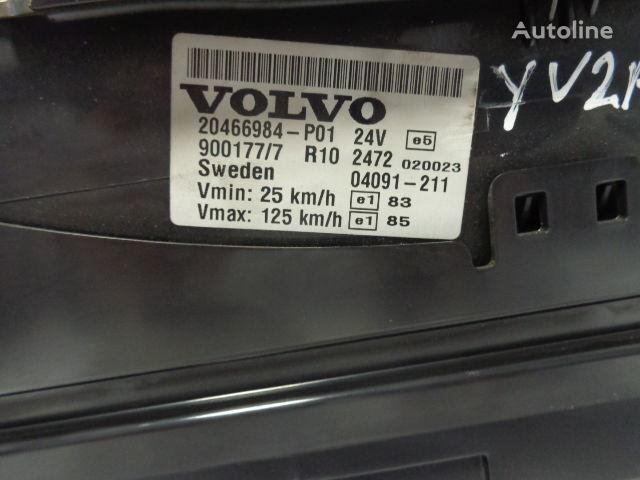 Autoline
YV2
VOLVO
20466984-P01 24V e5
900177/7 R10 2472 020023
Sweden 04091-211
Vmin: 25 km/h e1 83
Vmax: 125 km/h e1 85